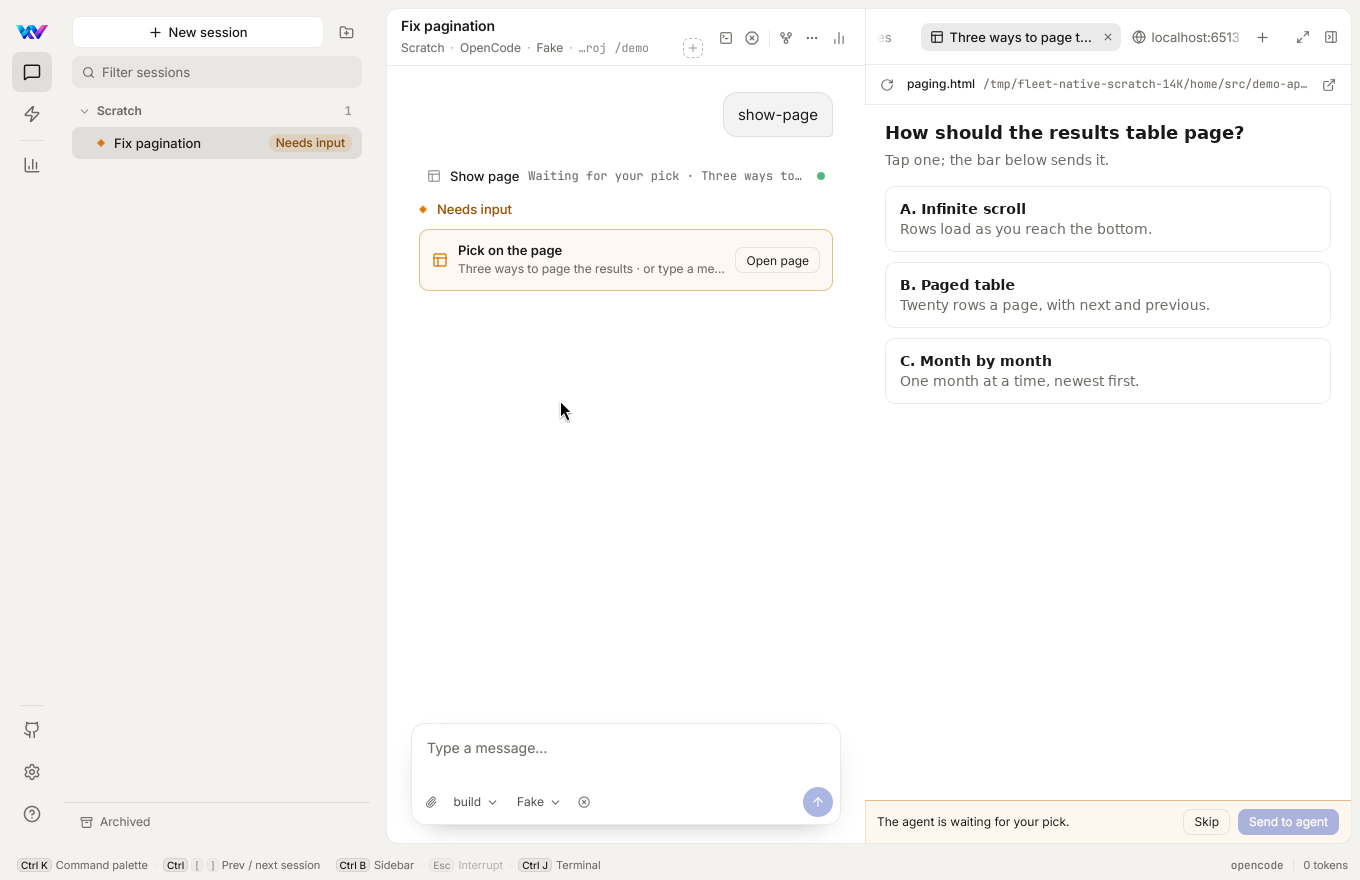 New session
Filter sessions
Scratch 1
Fix pagination Needs input
Archived
Fix pagination
Scratch · OpenCode · Fake · …roj /demo
show-page
Show page Waiting for your pick · Three ways to…
Needs input
Pick on the page
Three ways to page the results · or type a me…
Open page
Type a message…
build Fake
es Three ways to page t… localhost:6513
paging.html /tmp/fleet-native-scratch-14K/home/src/demo-ap…
How should the results table page?
Tap one; the bar below sends it.
A. Infinite scroll
Rows load as you reach the bottom.
B. Paged table
Twenty rows a page, with next and previous.
C. Month by month
One month at a time, newest first.
The agent is waiting for your pick. Skip Send to agent
Ctrl K Command palette · Ctrl [ ] Prev / next session · Ctrl B Sidebar · Esc Interrupt · Ctrl J Terminal opencode 0 tokens